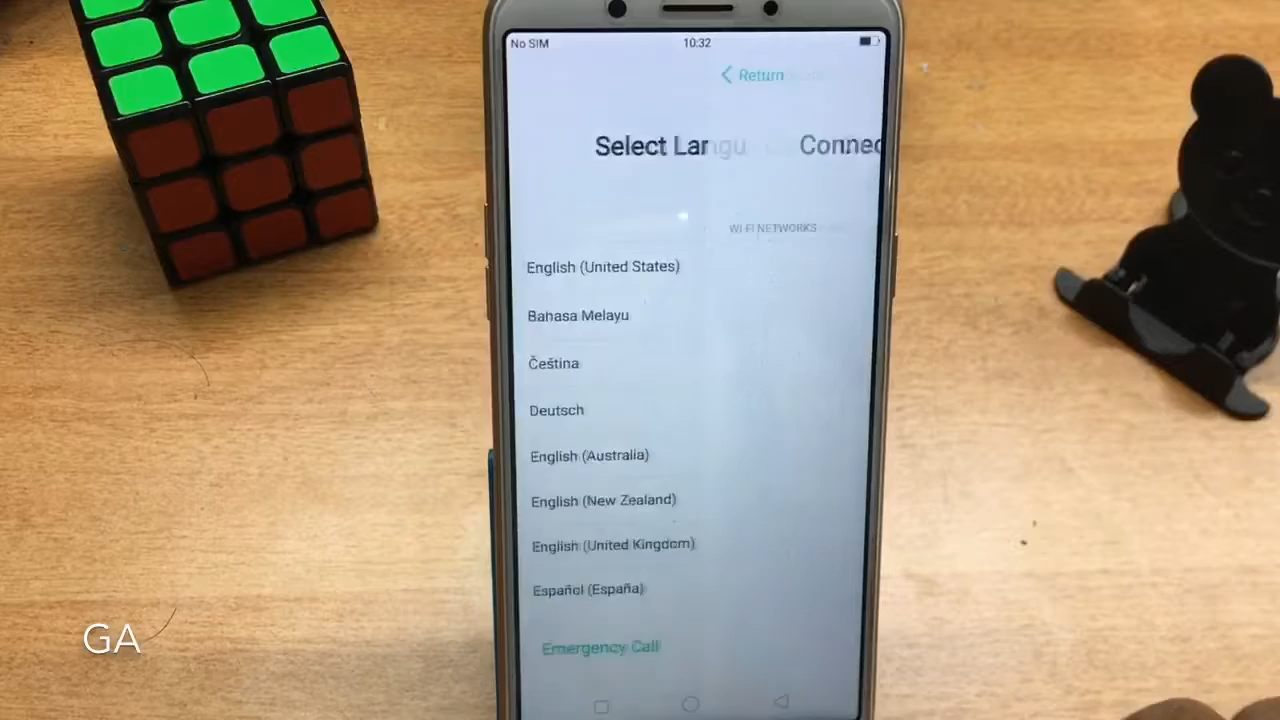 No SIM 10:32
Return
Select Langu
Connec
WI-FI NETWORKS
English (United States)
Bahasa Melayu
Čeština
Deutsch
English (Australia)
English (New Zealand)
English (United Kingdom)
Español (España)
Emergency Call
GA